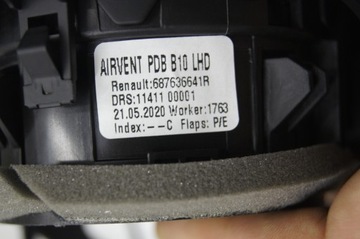 AIRVENT PDB B10 LHD
Renault:687636641R
DRS:11411 00001
21.05.2020 Worker:1763
Index:--C Flaps: P/E